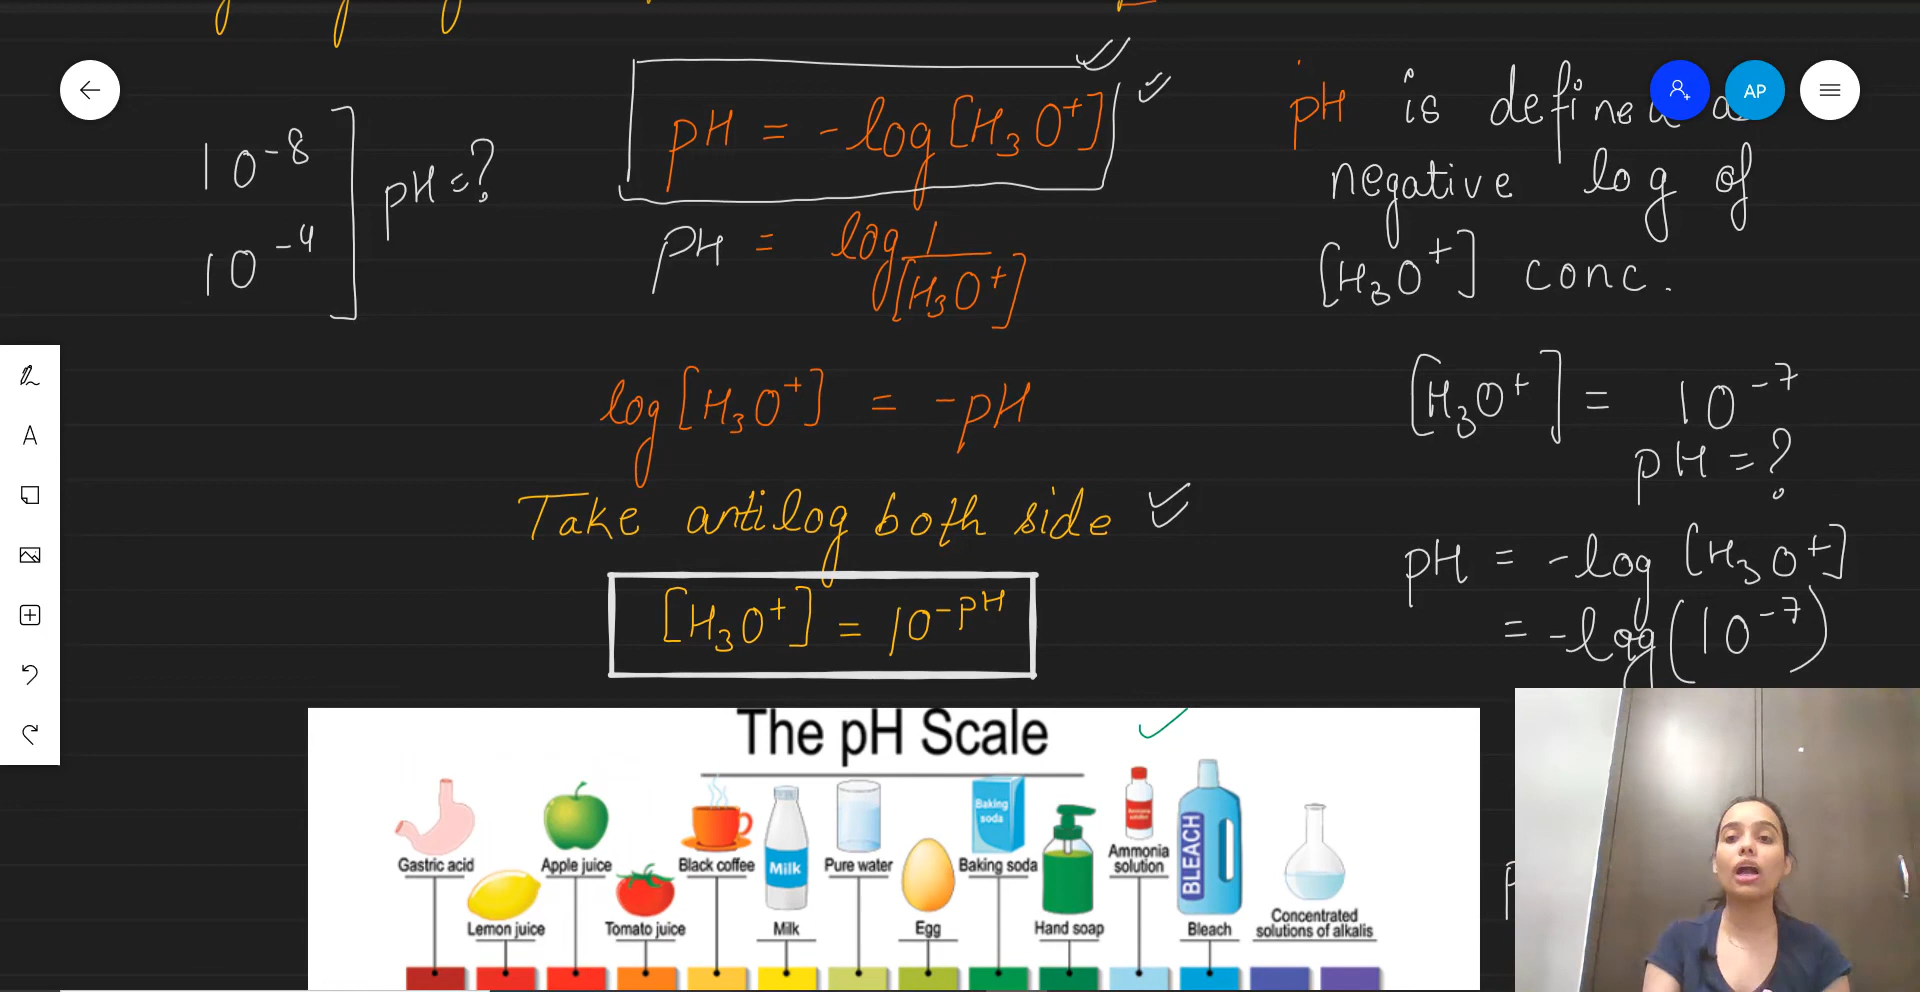 pH = -log[H₃O⁺]
pH = log 1/[H₃O⁺]
log[H₃O⁺] = -pH
Take antilog both side
[H₃O⁺] = 10⁻ᵖᴴ
10⁻⁸
10⁻⁴
pH=?
pH is defined
negative log of
[H₃O⁺] conc.
[H₃O⁺] = 10⁻⁷
pH=?
pH = -log [H₃O⁺]
= -log(10⁻⁷)
AP
A
The pH Scale
Gastric acid
Lemon juice
Apple juice
Tomato juice
Black coffee
Milk
Milk
Pure water
Egg
Baking
soda
Baking soda
Hand soap
Ammonia
solution
BLEACH
Bleach
Concentrated
solutions of alkalis